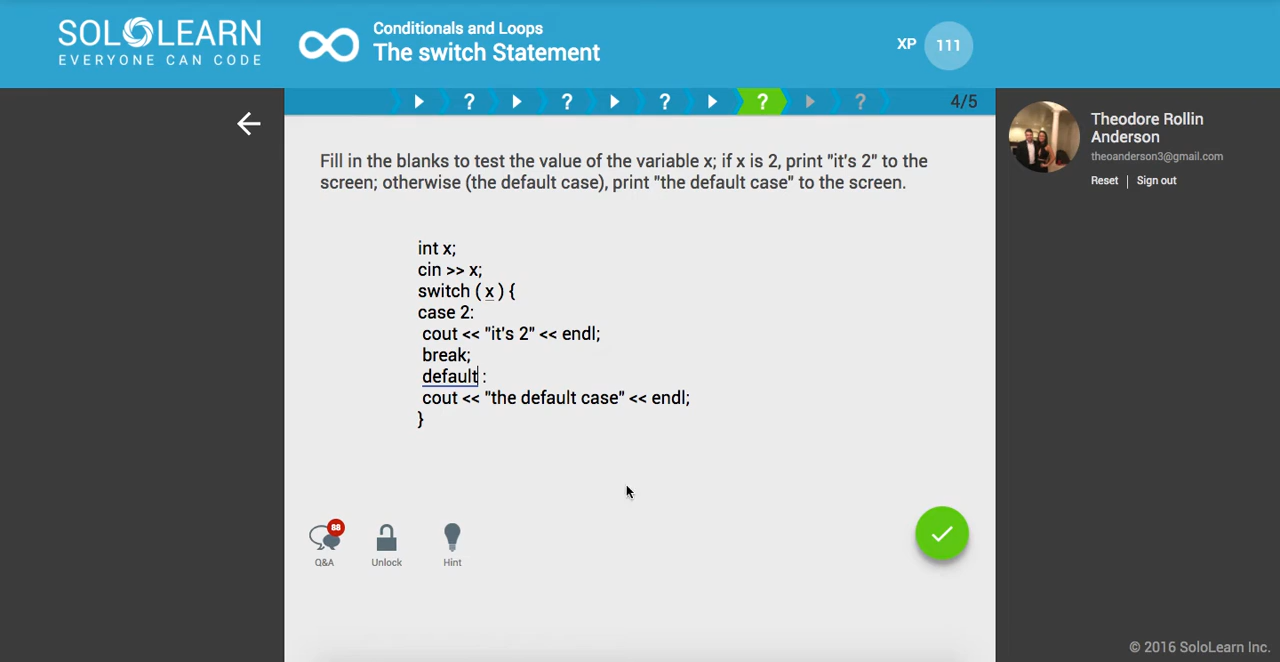 SOLOLEARN
EVERYONE CAN CODE
Conditionals and Loops
The switch Statement
XP 111
? ? ? ? ? 4/5
Theodore Rollin
Anderson
theoanderson3@gmail.com
Reset | Sign out
Fill in the blanks to test the value of the variable x; if x is 2, print "it's 2" to the
screen; otherwise (the default case), print "the default case" to the screen.
int x;
cin >> x;
switch ( x ) {
case 2:
cout << "it's 2" << endl;
break;
default :
cout << "the default case" << endl;
}
88
Q&A Unlock Hint
© 2016 SoloLearn Inc.